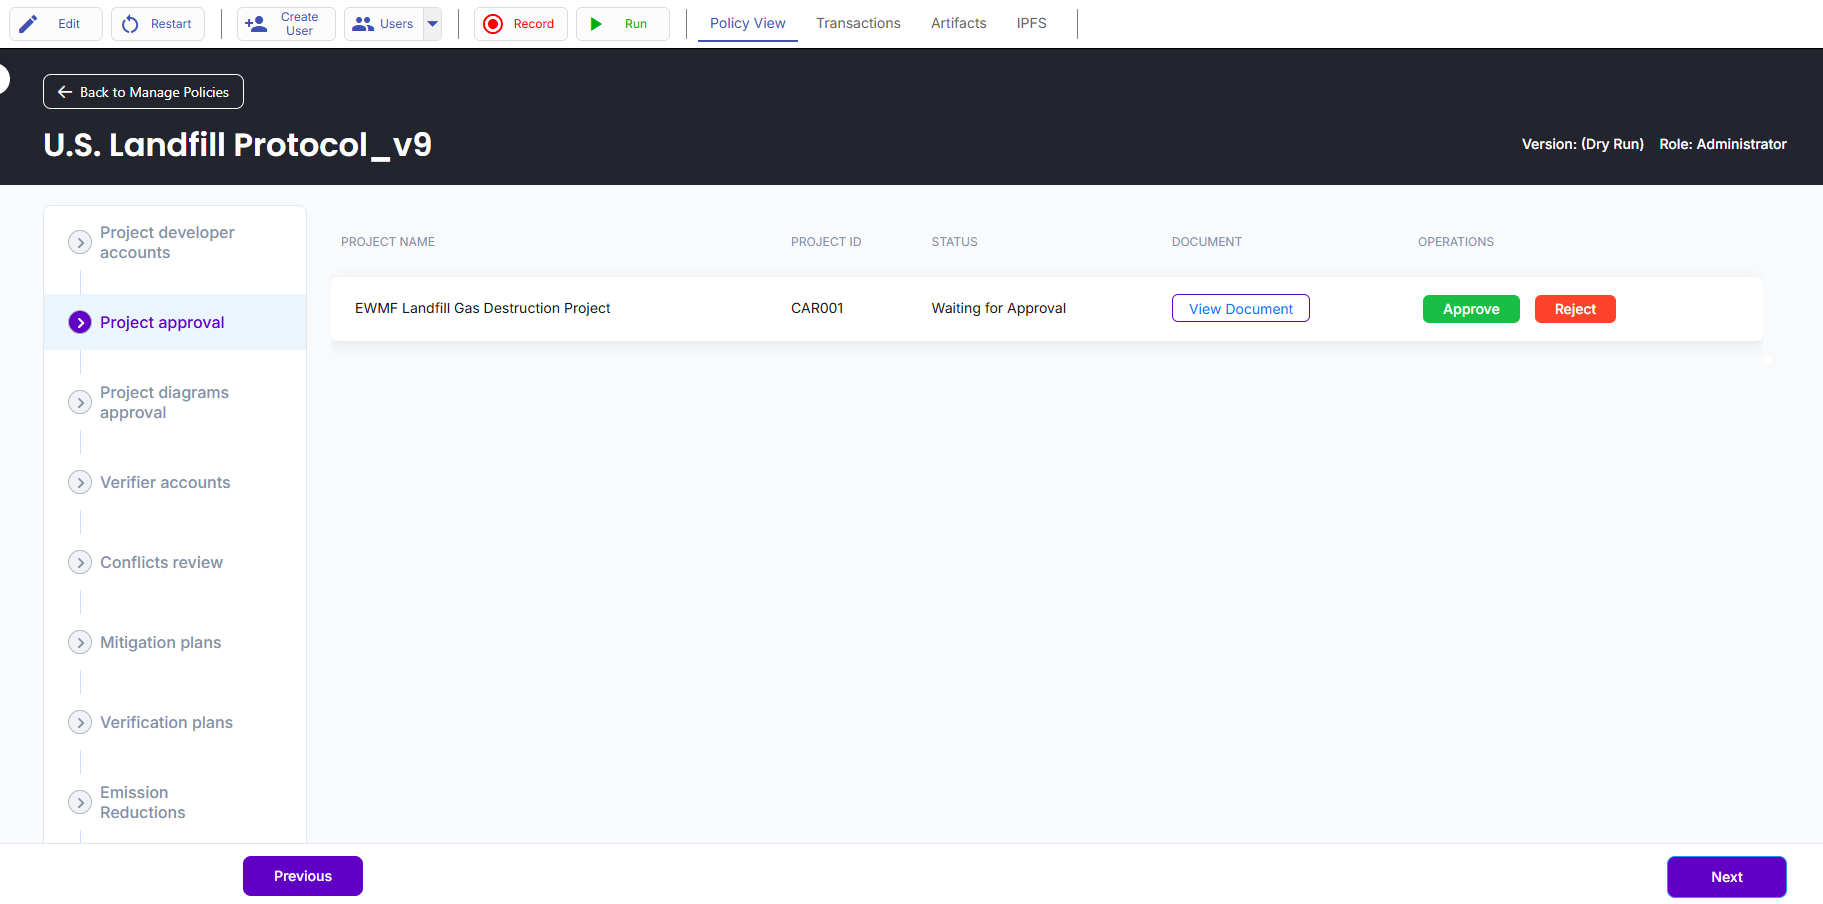 Edit
Restart
Create
User
Users
Record
Run
Policy View
Transactions
Artifacts
IPFS
Back to Manage Policies
U.S. Landfill Protocol_v9
Version: (Dry Run)
Role: Administrator
Project developer
accounts
Project approval
Project diagrams
approval
Verifier accounts
Conflicts review
Mitigation plans
Verification plans
Emission
Reductions
PROJECT NAME
PROJECT ID
STATUS
DOCUMENT
OPERATIONS
EWMF Landfill Gas Destruction Project
CAR001
Waiting for Approval
View Document
Approve
Reject
Previous
Next